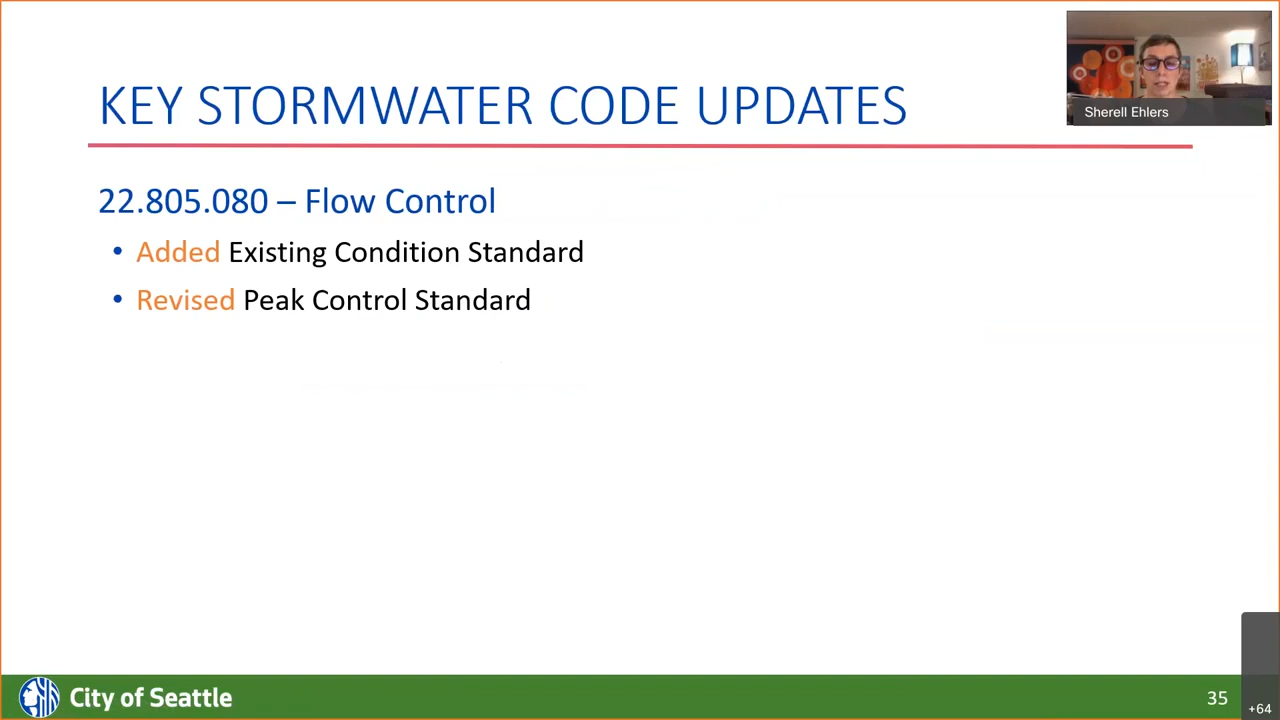 KEY STORMWATER CODE UPDATES
Sherell Ehlers
22.805.080 – Flow Control
• Added Existing Condition Standard
• Revised Peak Control Standard
City of Seattle
35
+64